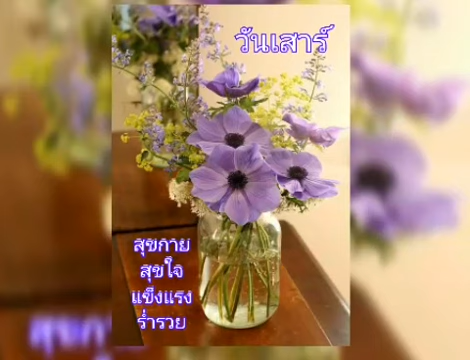 วันเสาร์
สุขกาย
สุขใจ
แข็งแรง
ร่ำรวย